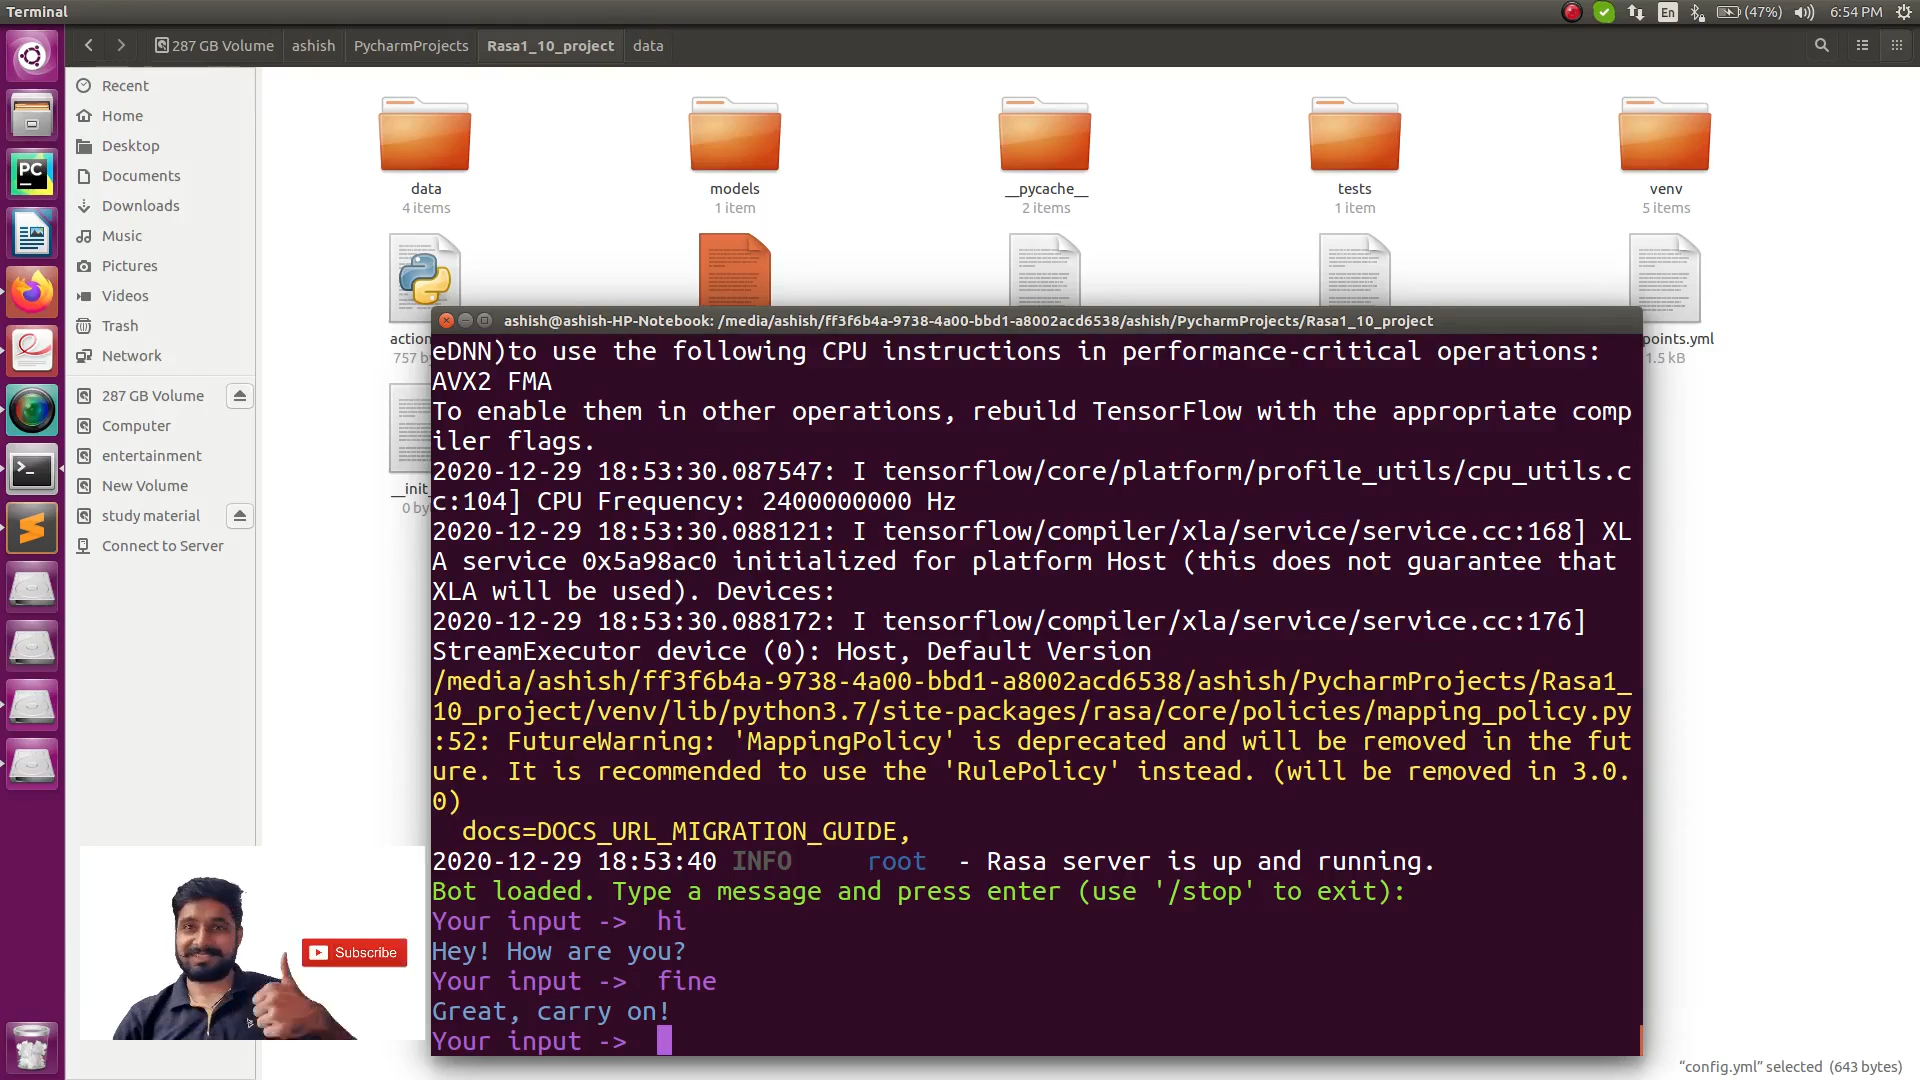 Terminal
En
(47%)
6:54 PM
287 GB Volume
ashish
PycharmProjects
Rasa1_10_project
data
Recent
Home
Desktop
Documents
Downloads
Music
Pictures
Videos
Trash
Network
287 GB Volume
Computer
entertainment
New Volume
study material
Connect to Server
PC
data
4 items
models
1 item
__pycache__
2 items
tests
1 item
venv
5 items
action
757 by
points.yml
1.5 kB
__init_
0 by
ashish@ashish-HP-Notebook: /media/ashish/ff3f6b4a-9738-4a00-bbd1-a8002acd6538/ashish/PycharmProjects/Rasa1_10_project
eDNN)to use the following CPU instructions in performance-critical operations:
AVX2 FMA
To enable them in other operations, rebuild TensorFlow with the appropriate comp
iler flags.
2020-12-29 18:53:30.087547: I tensorflow/core/platform/profile_utils/cpu_utils.c
c:104] CPU Frequency: 2400000000 Hz
2020-12-29 18:53:30.088121: I tensorflow/compiler/xla/service/service.cc:168] XL
A service 0x5a98ac0 initialized for platform Host (this does not guarantee that
XLA will be used). Devices:
2020-12-29 18:53:30.088172: I tensorflow/compiler/xla/service/service.cc:176]
StreamExecutor device (0): Host, Default Version
/media/ashish/ff3f6b4a-9738-4a00-bbd1-a8002acd6538/ashish/PycharmProjects/Rasa1_
10_project/venv/lib/python3.7/site-packages/rasa/core/policies/mapping_policy.py
:52: FutureWarning: 'MappingPolicy' is deprecated and will be removed in the fut
ure. It is recommended to use the 'RulePolicy' instead. (will be removed in 3.0.
0)
docs=DOCS_URL_MIGRATION_GUIDE,
2020-12-29 18:53:40 INFO root - Rasa server is up and running.
Bot loaded. Type a message and press enter (use '/stop' to exit):
Your input -> hi
Hey! How are you?
Your input -> fine
Great, carry on!
Your input ->
Subscribe
“config.yml” selected (643 bytes)